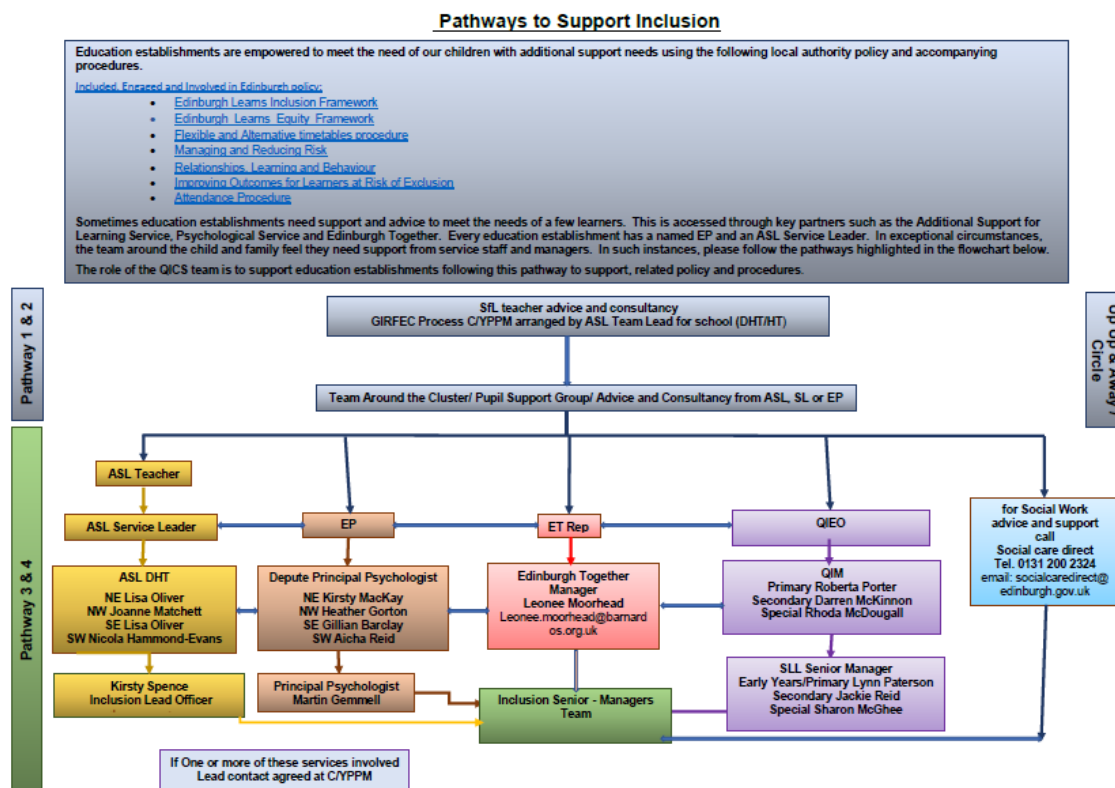 Pathways to Support Inclusion
Education establishments are empowered to meet the need of our children with additional support needs using the following local authority policy and accompanying
procedures.
Included, Engaged and Involved in Edinburgh policy:
Edinburgh Learns Inclusion Framework
Edinburgh Learns Equity Framework
Flexible and Alternative timetables procedure
Managing and Reducing Risk
Relationships, Learning and Behaviour
Improving Outcomes for Learners at Risk of Exclusion
Attendance Procedure
Sometimes education establishments need support and advice to meet the needs of a few learners. This is accessed through key partners such as the Additional Support for
Learning Service, Psychological Service and Edinburgh Together. Every education establishment has a named EP and an ASL Service Leader. In exceptional circumstances,
the team around the child and family feel they need support from service staff and managers. In such instances, please follow the pathways highlighted in the flowchart below.
The role of the QICS team is to support education establishments following this pathway to support, related policy and procedures.
Pathway 1 & 2
SfL teacher advice and consultancy
GIRFEC Process C/YPPM arranged by ASL Team Lead for school (DHT/HT)
Up Up & Away /
Circle
Team Around the Cluster/ Pupil Support Group/ Advice and Consultancy from ASL, SL or EP
Pathway 3 & 4
ASL Teacher
ASL Service Leader
EP
ET Rep
QIEO
for Social Work
advice and support
call
Social care direct
Tel. 0131 200 2324
email: socialcaredirect@
edinburgh.gov.uk
ASL DHT
NE Lisa Oliver
NW Joanne Matchett
SE Lisa Oliver
SW Nicola Hammond-Evans
Depute Principal Psychologist
NE Kirsty MacKay
NW Heather Gorton
SE Gillian Barclay
SW Aicha Reid
Edinburgh Together
Manager
Leonee Moorhead
Leonee.moorhead@barnard
os.org.uk
QIM
Primary Roberta Porter
Secondary Darren McKinnon
Special Rhoda McDougall
Kirsty Spence
Inclusion Lead Officer
Principal Psychologist
Martin Gemmell
Inclusion Senior - Managers
Team
SLL Senior Manager
Early Years/Primary Lynn Paterson
Secondary Jackie Reid
Special Sharon McGhee
If One or more of these services involved
Lead contact agreed at C/YPPM